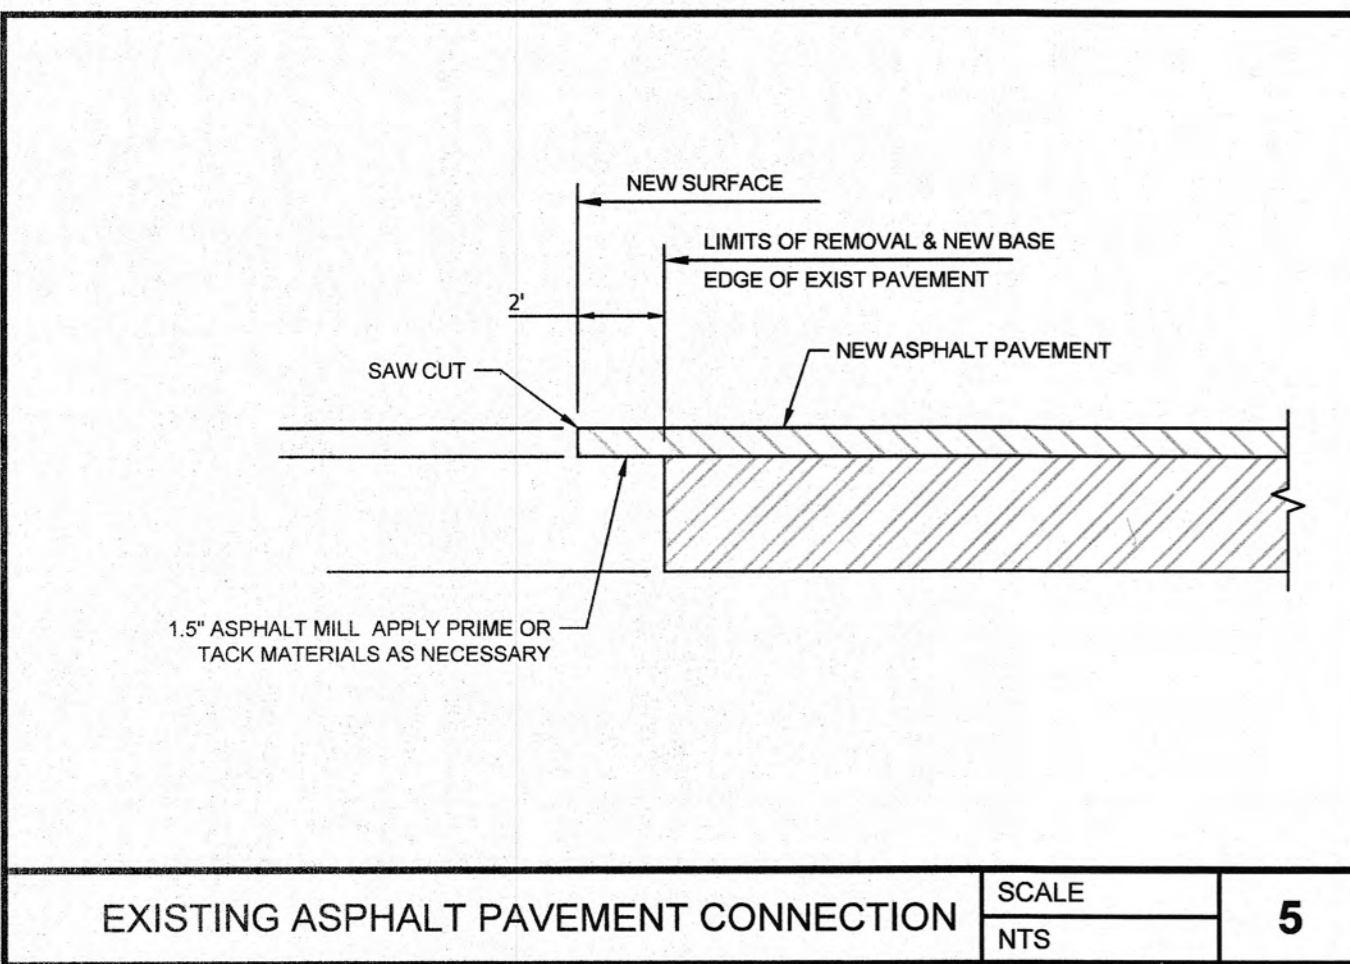 NEW SURFACE
LIMITS OF REMOVAL & NEW BASE
EDGE OF EXIST PAVEMENT
2'
NEW ASPHALT PAVEMENT
SAW CUT
1.5" ASPHALT MILL APPLY PRIME OR
TACK MATERIALS AS NECESSARY
EXISTING ASPHALT PAVEMENT CONNECTION
SCALE
NTS
5